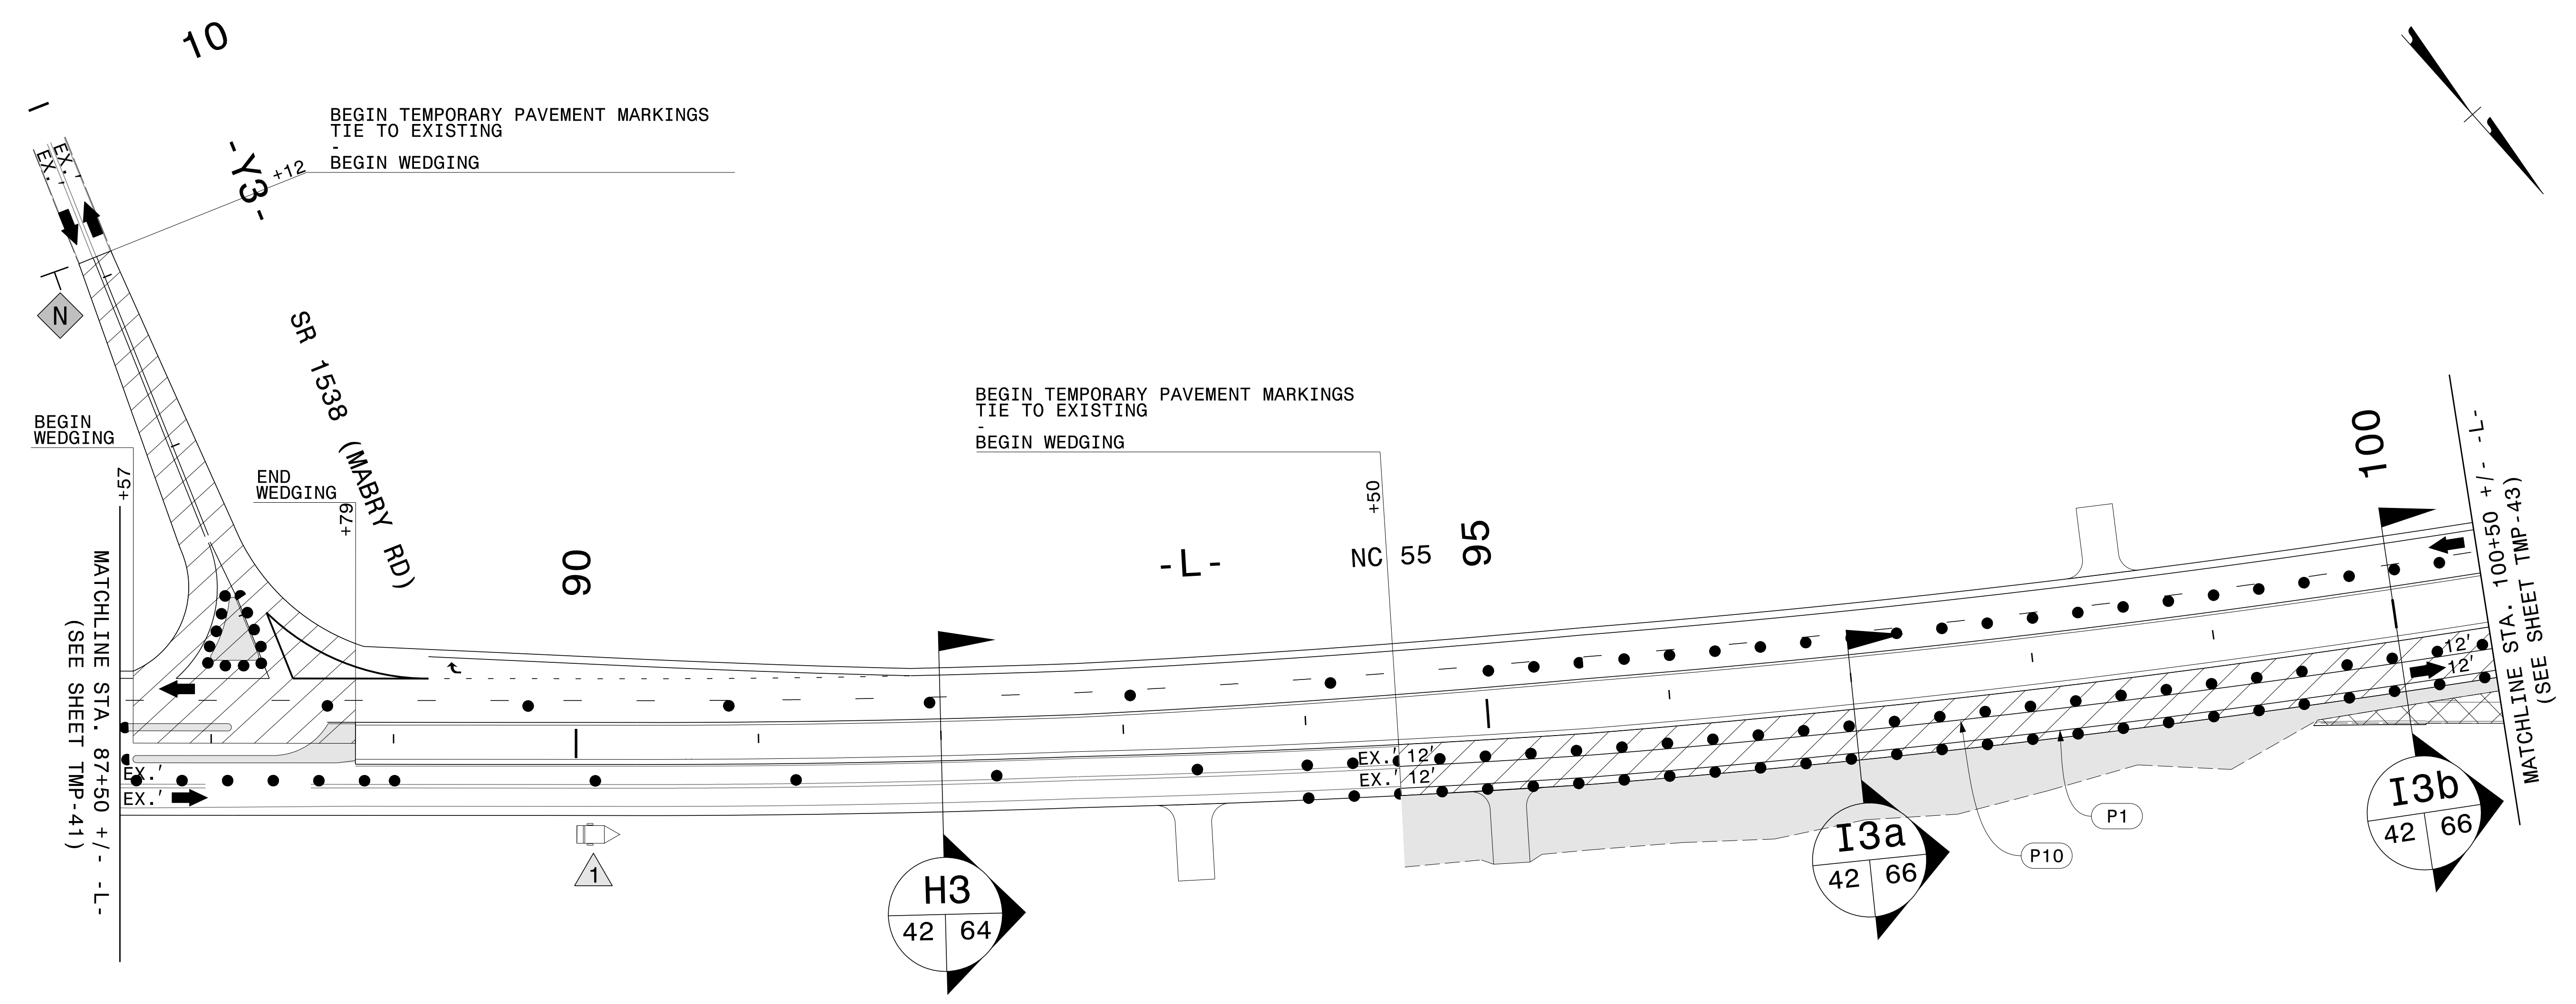 10
EX.'
EX.'
-Y3-
+12
BEGIN TEMPORARY PAVEMENT MARKINGS
TIE TO EXISTING
-
BEGIN WEDGING
N
SR 1538 (MABRY RD)
BEGIN
WEDGING
+57
END
WEDGING
+79
MATCHLINE STA. 87+50 +/- -L-
(SEE SHEET TMP-41)
90
BEGIN TEMPORARY PAVEMENT MARKINGS
TIE TO EXISTING
-
BEGIN WEDGING
+50
-L-
NC 55
95
100
MATCHLINE STA. 100+50 +/- -L-
(SEE SHEET TMP-43)
EX.'
EX.'
EX.' 12'
EX.' 12'
12'
12'
1
H3
42 64
I3a
42 66
P10
P1
I3b
42 66